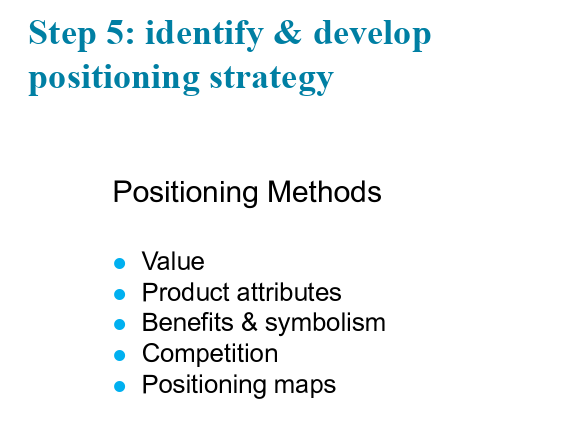 Step 5: identify & develop
positioning strategy
Positioning Methods
Value
Product attributes
Benefits & symbolism
Competition
Positioning maps